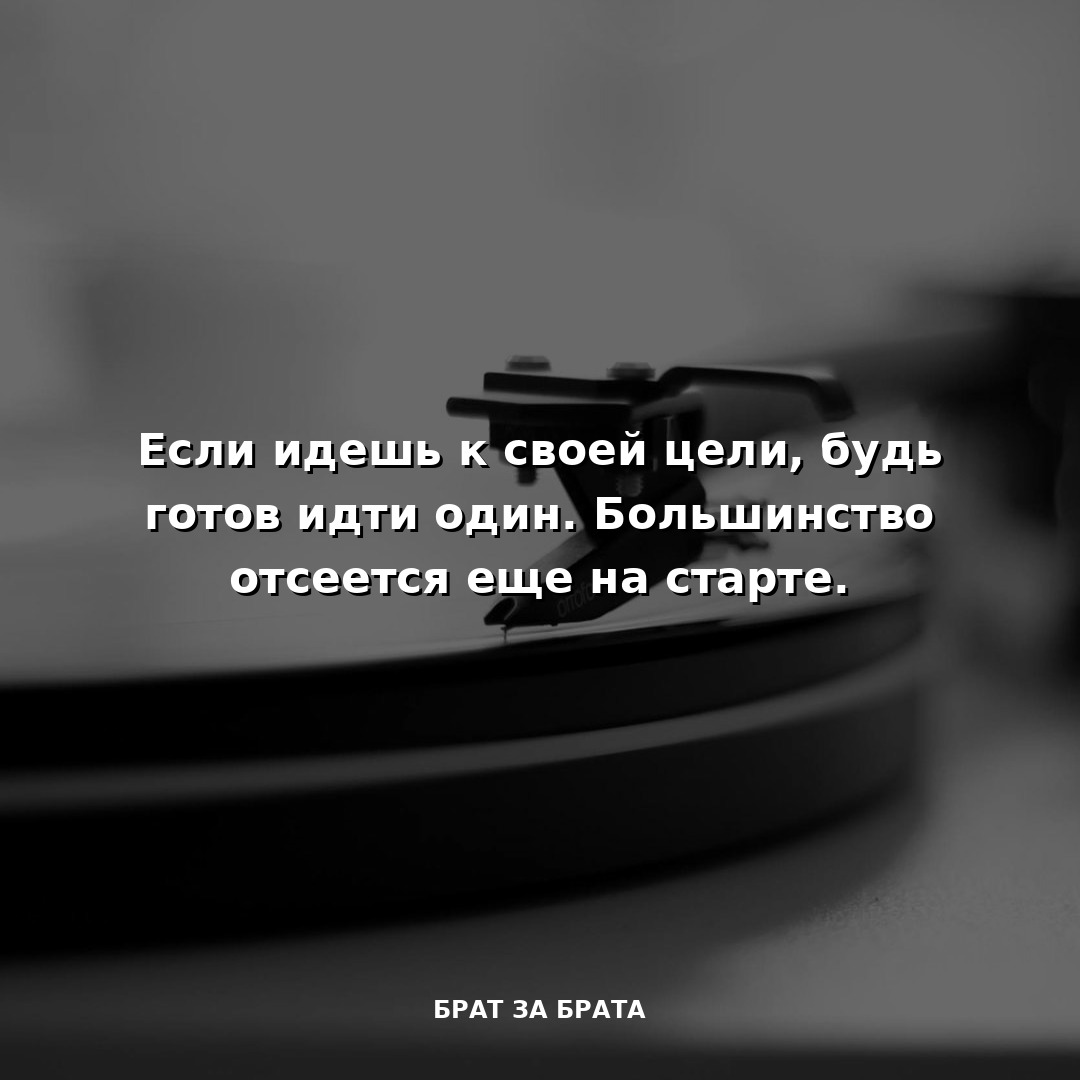 Если идешь к своей цели, будь
готов идти один. Большинство
отсеется еще на старте.
БРАТ ЗА БРАТА